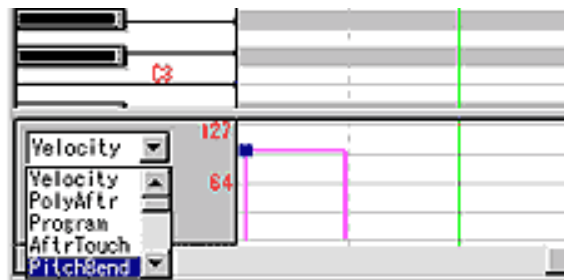 C3
127
Velocity
64
Velocity
PolyAftr
Program
AftrTouch
PitchBend